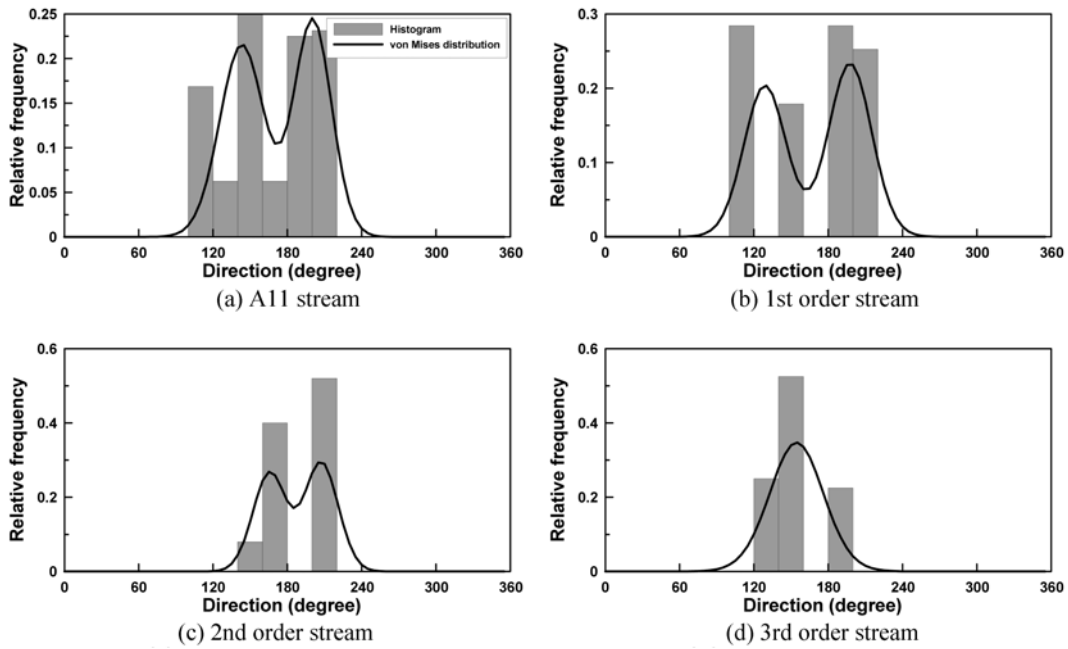 0.25
0.2
0.15
0.1
0.05
0
Relative frequency
Histogram
von Mises distribution
0 60 120 180 240 300 360
Direction (degree)
(a) A11 stream
0.3
0.2
0.1
0
Relative frequency
0 60 120 180 240 300 360
Direction (degree)
(b) 1st order stream
0.6
0.4
0.2
0
Relative frequency
0 60 120 180 240 300 360
Direction (degree)
(c) 2nd order stream
0.6
0.4
0.2
0
Relative frequency
0 60 120 180 240 300 360
Direction (degree)
(d) 3rd order stream